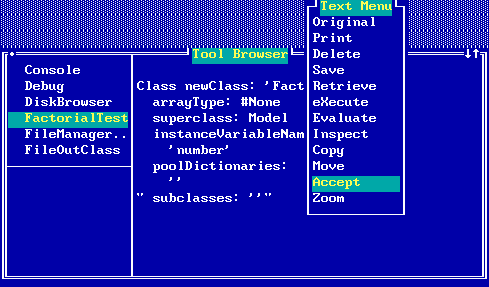 Text Menu
Original
Print
Delete
Save
Retrieve
eXecute
Evaluate
Inspect
Copy
Move
Accept
Zoom
Tool Browser
Console
Debug
DiskBrowser
FactorialTest
FileManager..
FileOutClass
Class newClass: 'Fact
arrayType: #None
superclass: Model
instanceVariableNam
'number'
poolDictionaries:
''
" subclasses: ''"